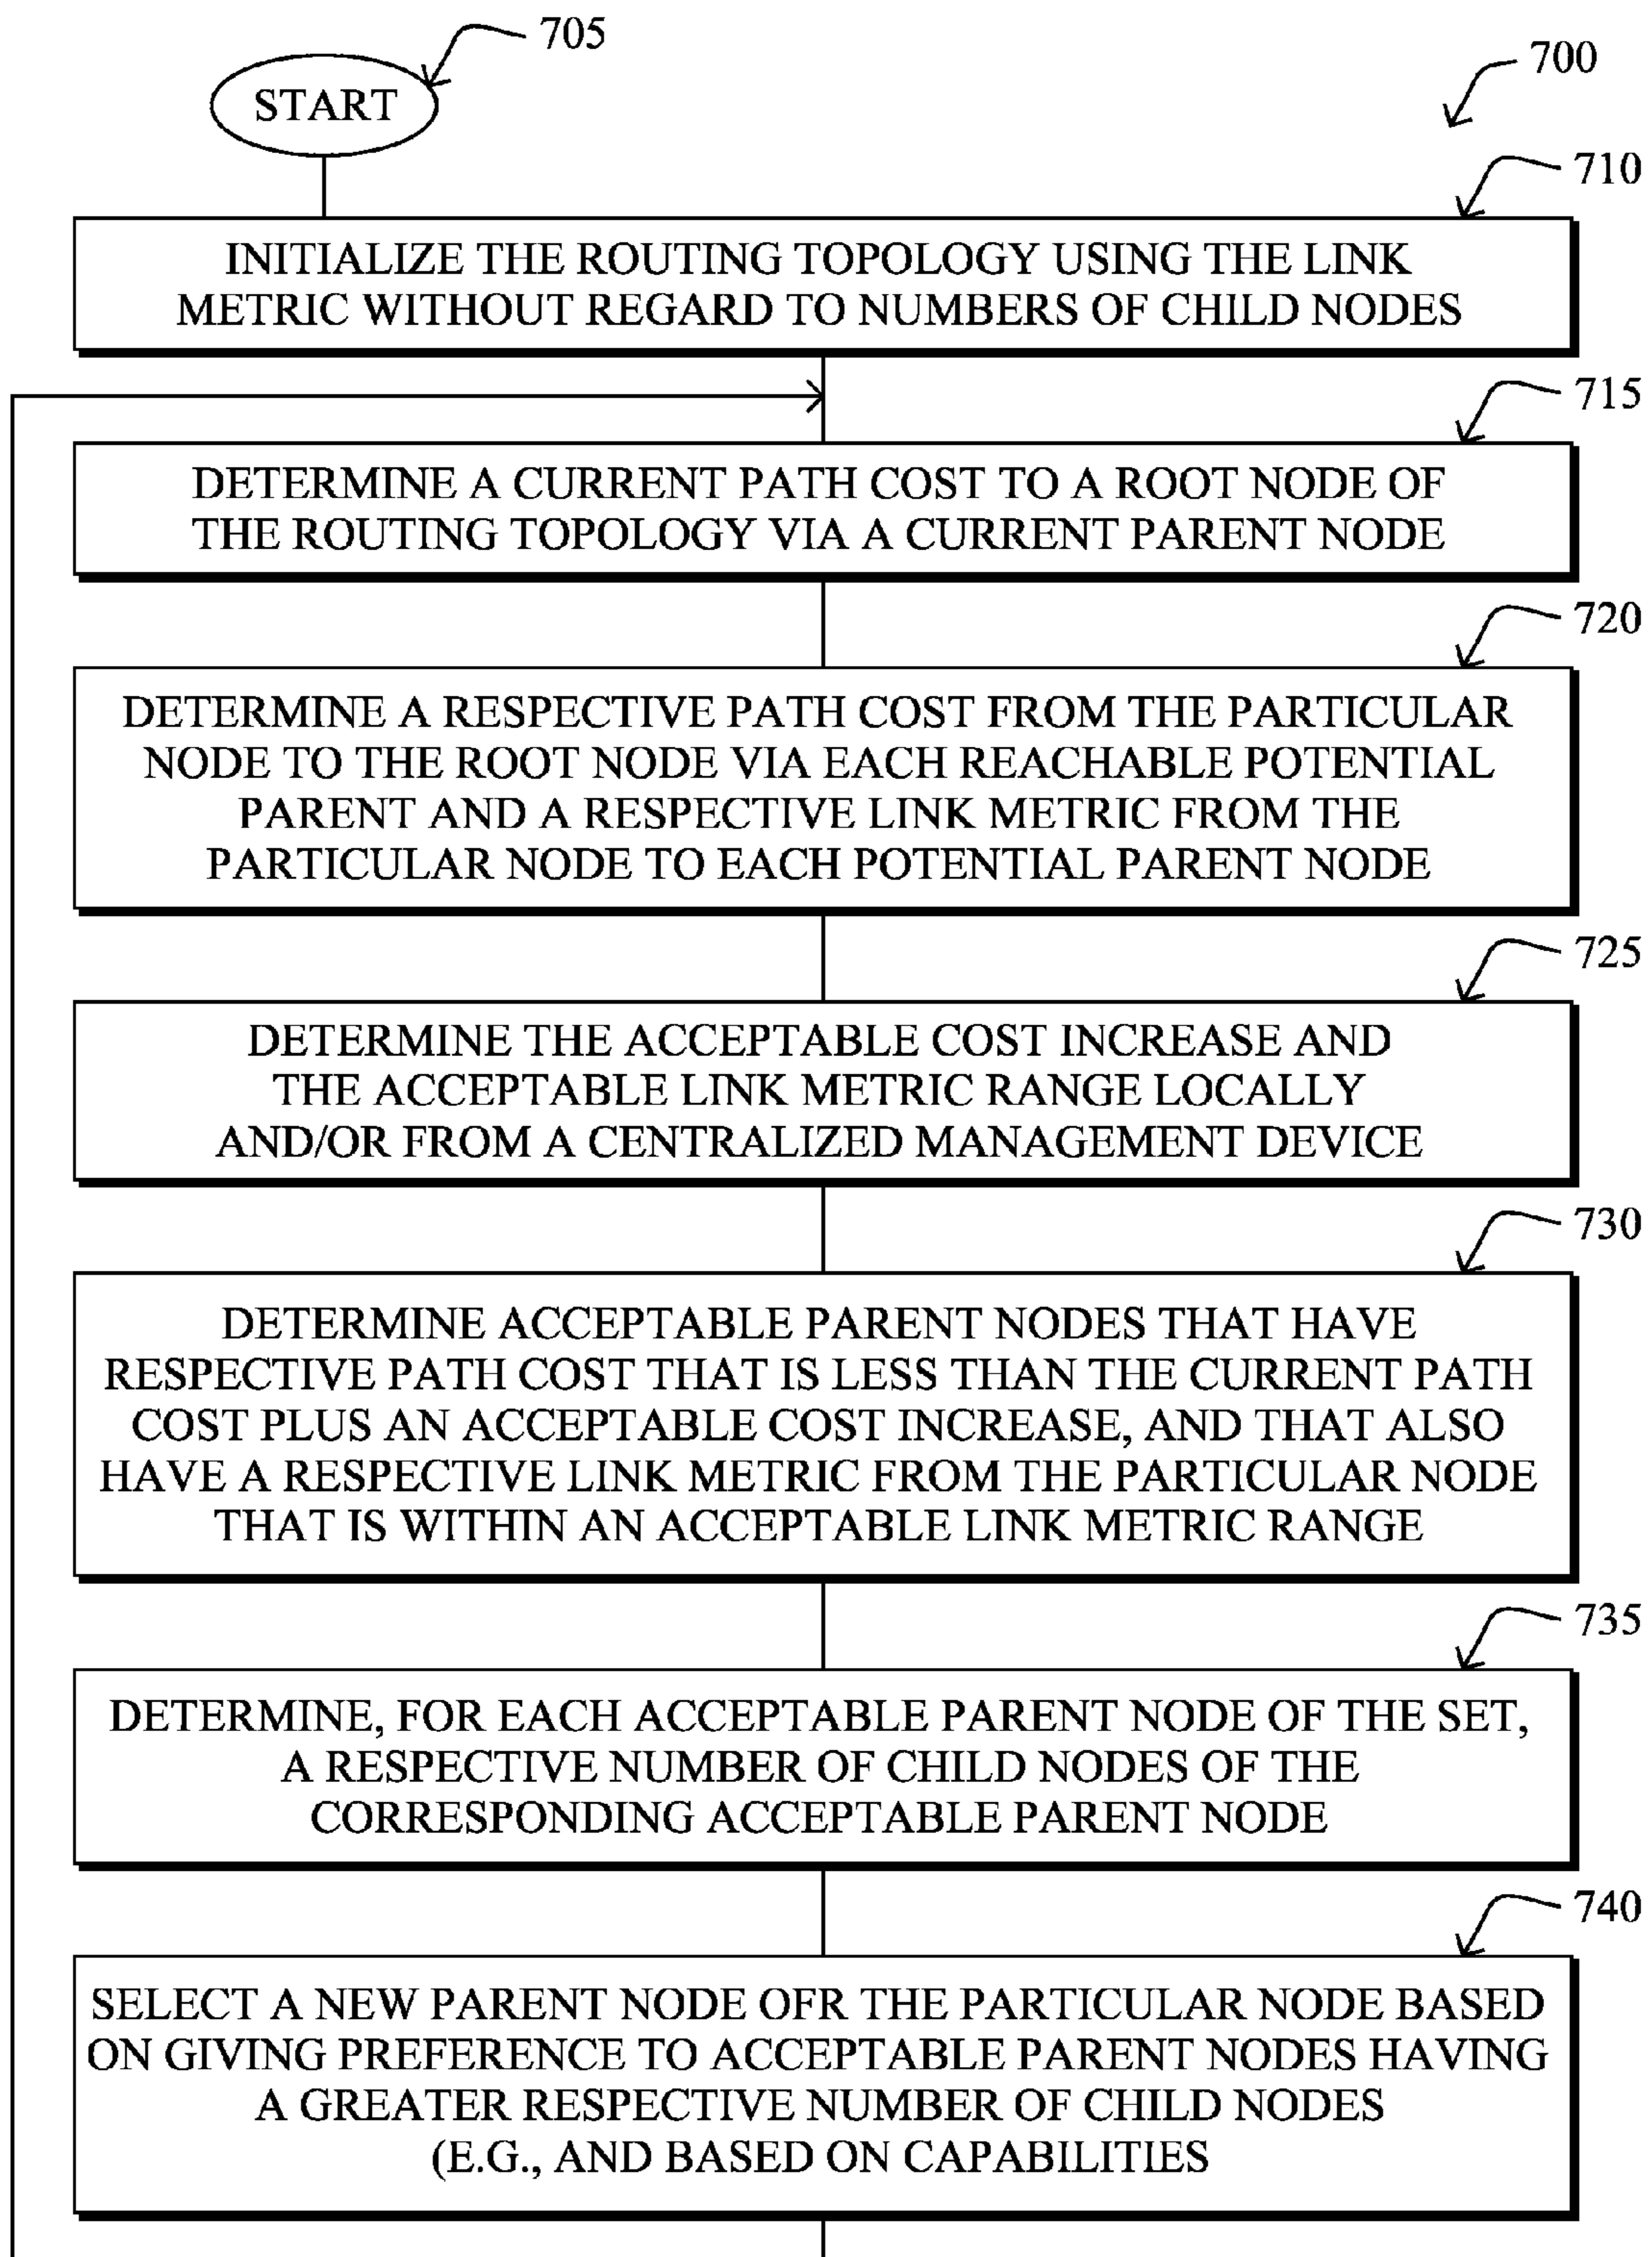 705
START
700
710
INITIALIZE THE ROUTING TOPOLOGY USING THE LINK
METRIC WITHOUT REGARD TO NUMBERS OF CHILD NODES
715
DETERMINE A CURRENT PATH COST TO A ROOT NODE OF
THE ROUTING TOPOLOGY VIA A CURRENT PARENT NODE
720
DETERMINE A RESPECTIVE PATH COST FROM THE PARTICULAR
NODE TO THE ROOT NODE VIA EACH REACHABLE POTENTIAL
PARENT AND A RESPECTIVE LINK METRIC FROM THE
PARTICULAR NODE TO EACH POTENTIAL PARENT NODE
725
DETERMINE THE ACCEPTABLE COST INCREASE AND
THE ACCEPTABLE LINK METRIC RANGE LOCALLY
AND/OR FROM A CENTRALIZED MANAGEMENT DEVICE
730
DETERMINE ACCEPTABLE PARENT NODES THAT HAVE
RESPECTIVE PATH COST THAT IS LESS THAN THE CURRENT PATH
COST PLUS AN ACCEPTABLE COST INCREASE, AND THAT ALSO
HAVE A RESPECTIVE LINK METRIC FROM THE PARTICULAR NODE
THAT IS WITHIN AN ACCEPTABLE LINK METRIC RANGE
735
DETERMINE, FOR EACH ACCEPTABLE PARENT NODE OF THE SET,
A RESPECTIVE NUMBER OF CHILD NODES OF THE
CORRESPONDING ACCEPTABLE PARENT NODE
740
SELECT A NEW PARENT NODE OFR THE PARTICULAR NODE BASED
ON GIVING PREFERENCE TO ACCEPTABLE PARENT NODES HAVING
A GREATER RESPECTIVE NUMBER OF CHILD NODES
(E.G., AND BASED ON CAPABILITIES